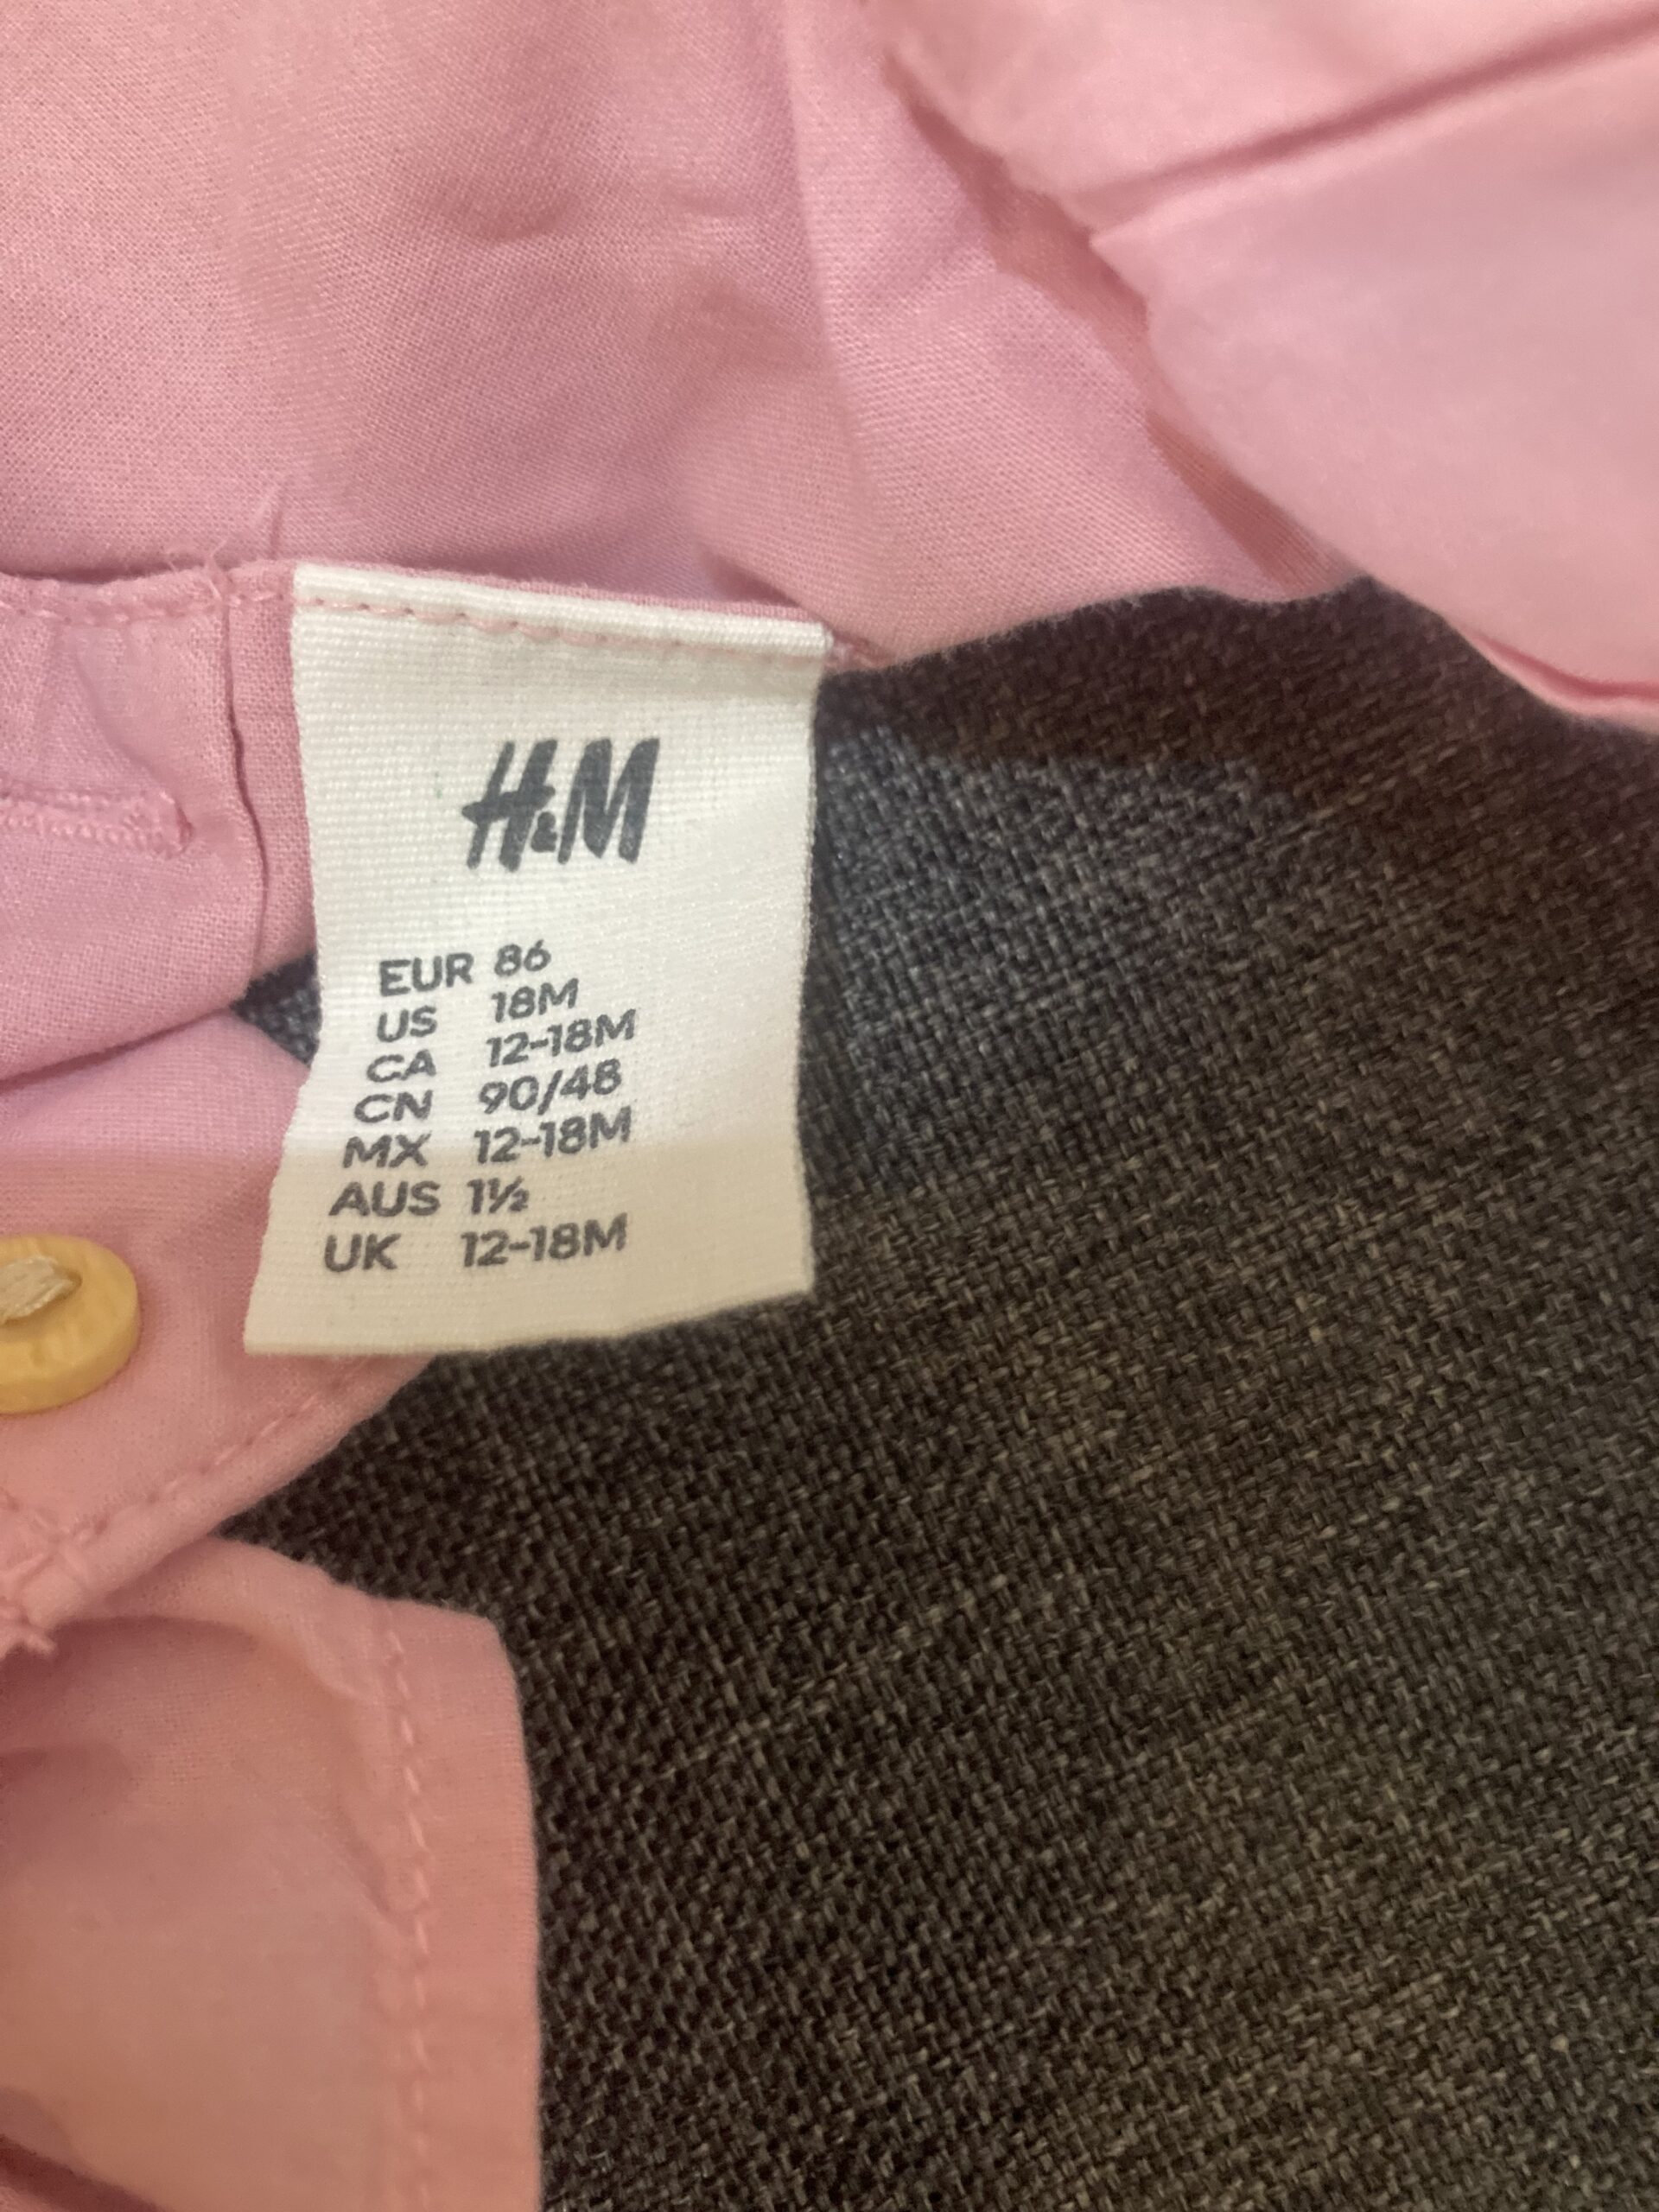 H&M
EUR 86
US 18M
CA 12-18M
CN 90/48
MX 12-18M
AUS 1½
UK 12-18M